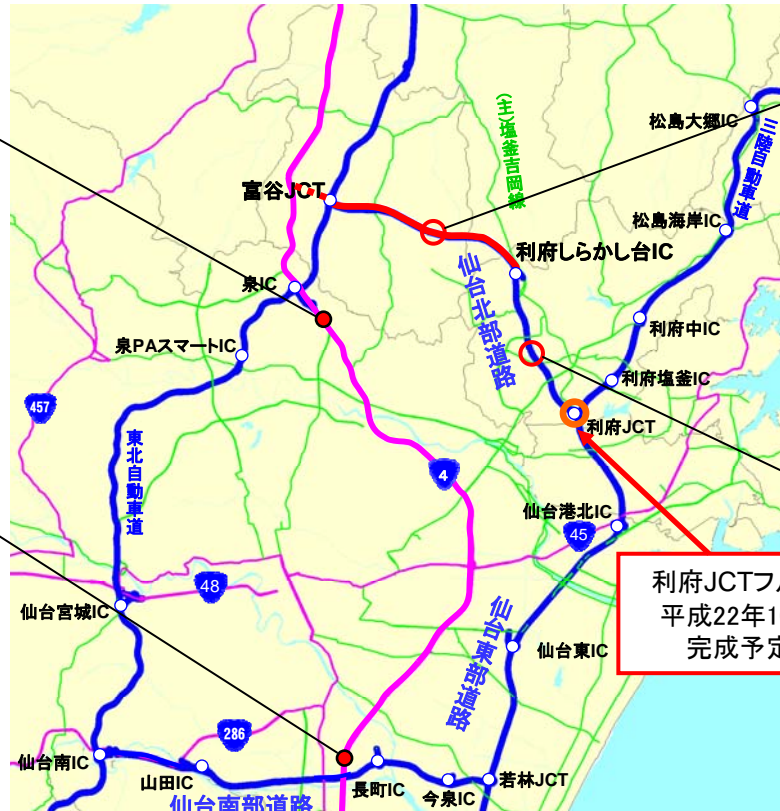 (主)塩釜吉岡線
松島大郷IC
三陸自動車道
富谷JCT
松島海岸IC
利府しらかし台IC
泉IC
仙台北部道路
利府中IC
泉PAスマートIC
利府塩釜IC
457
利府JCT
東北自動車道
4
仙台港北IC
45
48
利府JCTフ
平成22年1
完成予定
仙台宮城IC
仙台東IC
仙台東部道路
286
仙台南IC
山田IC
長町IC
今泉IC
若林JCT
仙台南部道路